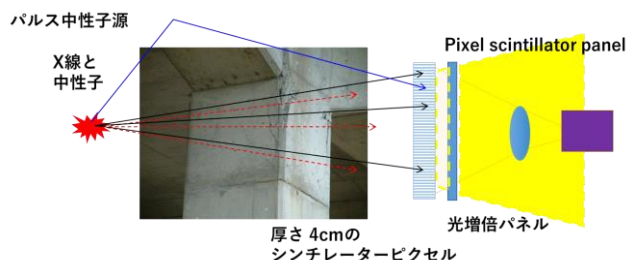 パルス中性子源
X線と
中性子
Pixel scintillator panel
厚さ 4cmの
シンチレーターピクセル
光増倍パネル